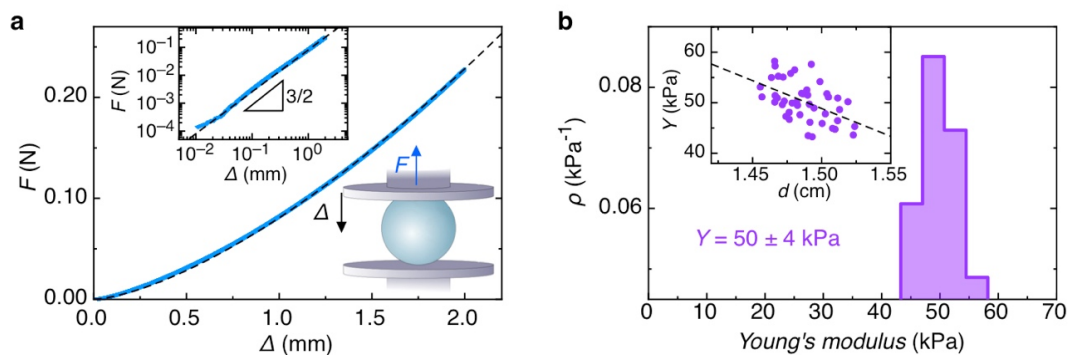 a
F (N)
0.20
0.10
0.00
0.0
0.5
1.0
1.5
2.0
Δ (mm)
F (N)
10⁻¹
10⁻²
10⁻³
10⁻⁴
10⁻²
10⁻¹
10⁰
Δ (mm)
3/2
F
Δ
b
ρ (kPa⁻¹)
0.08
0.06
0
10
20
30
40
50
60
70
Young's modulus (kPa)
Y (kPa)
60
50
40
1.45
1.50
1.55
d (cm)
Y = 50 ± 4 kPa